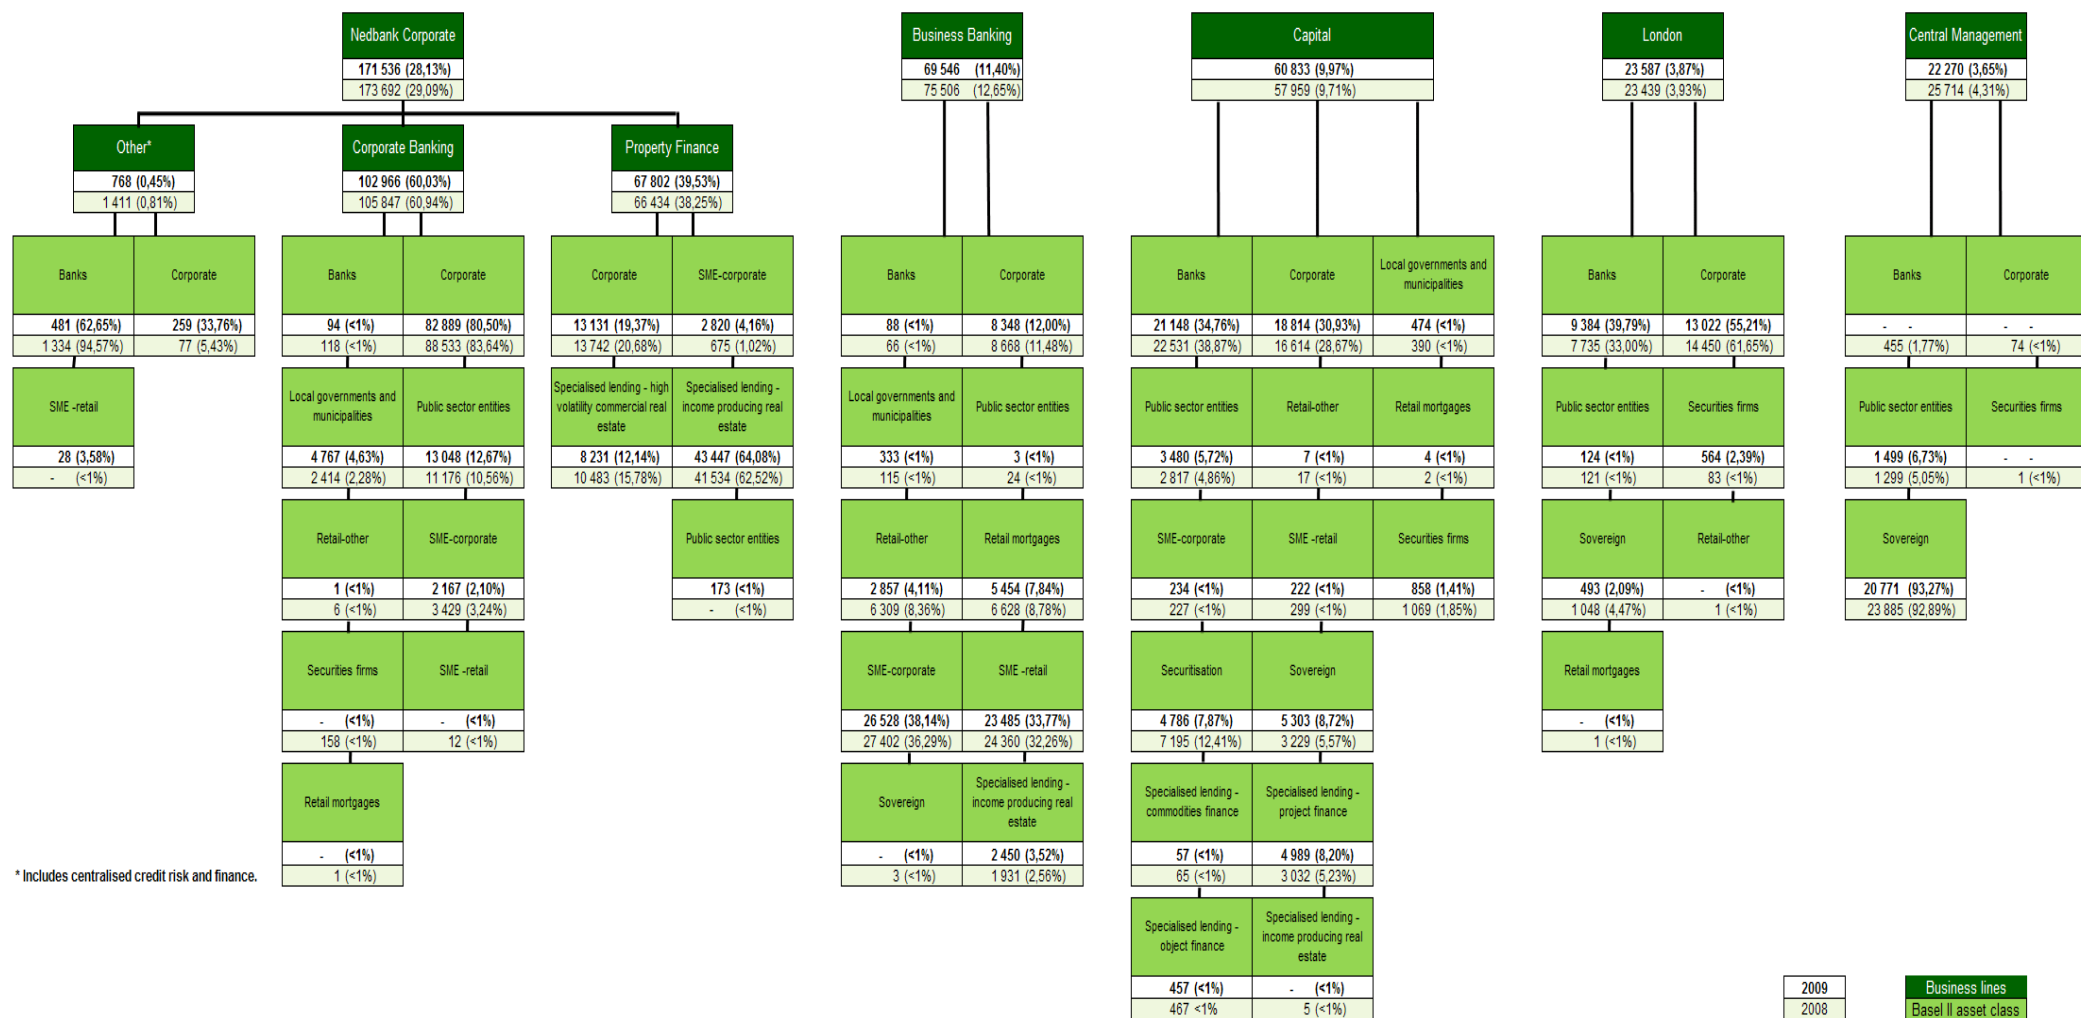 Nedbank Corporate
171 536 (28,13%)
173 692 (29,09%)
Business Banking
69 546 (11,40%)
75 506 (12,65%)
Capital
60 833 (9,97%)
57 959 (9,71%)
London
23 587 (3,87%)
23 439 (3,93%)
Central Management
22 270 (3,65%)
25 714 (4,31%)
Other*
768 (0,45%)
1 411 (0,81%)
Corporate Banking
102 966 (60,03%)
105 847 (60,94%)
Property Finance
67 802 (39,53%)
66 434 (38,25%)
Banks
481 (62,65%)
1 334 (94,57%)
Corporate
259 (33,76%)
77 (5,43%)
SME -retail
28 (3,58%)
- (<1%)
Banks
94 (<1%)
118 (<1%)
Corporate
82 889 (80,50%)
88 533 (83,64%)
Local governments and
municipalities
4 767 (4,63%)
2 414 (2,28%)
Public sector entities
13 048 (12,67%)
11 176 (10,56%)
Retail-other
1 (<1%)
6 (<1%)
SME-corporate
2 167 (2,10%)
3 429 (3,24%)
Securities firms
- (<1%)
158 (<1%)
SME -retail
- (<1%)
12 (<1%)
Retail mortgages
- (<1%)
1 (<1%)
Corporate
13 131 (19,37%)
13 742 (20,68%)
SME-corporate
2 820 (4,16%)
675 (1,02%)
Specialised lending - high
volatility commercial real
estate
8 231 (12,14%)
10 483 (15,78%)
Specialised lending -
income producing real
estate
43 447 (64,08%)
41 534 (62,52%)
Public sector entities
173 (<1%)
- (<1%)
Banks
88 (<1%)
66 (<1%)
Corporate
8 348 (12,00%)
8 668 (11,48%)
Local governments and
municipalities
333 (<1%)
115 (<1%)
Public sector entities
3 (<1%)
24 (<1%)
Retail-other
2 857 (4,11%)
6 309 (8,36%)
Retail mortgages
5 454 (7,84%)
6 628 (8,78%)
SME-corporate
26 528 (38,14%)
27 402 (36,29%)
SME -retail
23 485 (33,77%)
24 360 (32,26%)
Sovereign
- (<1%)
3 (<1%)
Specialised lending -
income producing real
estate
2 450 (3,52%)
1 931 (2,56%)
Banks
21 148 (34,76%)
22 531 (38,87%)
Corporate
18 814 (30,93%)
16 614 (28,67%)
Local governments and
municipalities
474 (<1%)
390 (<1%)
Public sector entities
3 480 (5,72%)
2 817 (4,86%)
Retail-other
7 (<1%)
17 (<1%)
Retail mortgages
4 (<1%)
2 (<1%)
SME-corporate
234 (<1%)
227 (<1%)
SME -retail
222 (<1%)
299 (<1%)
Securities firms
858 (1,41%)
1 069 (1,85%)
Securitisation
4 786 (7,87%)
7 195 (12,41%)
Sovereign
5 303 (8,72%)
3 229 (5,57%)
Specialised lending -
commodities finance
57 (<1%)
65 (<1%)
Specialised lending -
project finance
4 989 (8,20%)
3 032 (5,23%)
Specialised lending -
object finance
457 (<1%)
467 <1%
Specialised lending -
income producing real
estate
- (<1%)
5 (<1%)
Banks
9 384 (39,79%)
7 735 (33,00%)
Corporate
13 022 (55,21%)
14 450 (61,65%)
Public sector entities
124 (<1%)
121 (<1%)
Securities firms
564 (2,39%)
83 (<1%)
Sovereign
493 (2,09%)
1 048 (4,47%)
Retail-other
- (<1%)
1 (<1%)
Retail mortgages
- (<1%)
1 (<1%)
Banks
- -
455 (1,77%)
Corporate
- -
74 (<1%)
Public sector entities
1 499 (6,73%)
1 299 (5,05%)
Securities firms
- -
1 (<1%)
Sovereign
20 771 (93,27%)
23 885 (92,89%)
* Includes centralised credit risk and finance.
2009
2008
Business lines
Basel II asset class